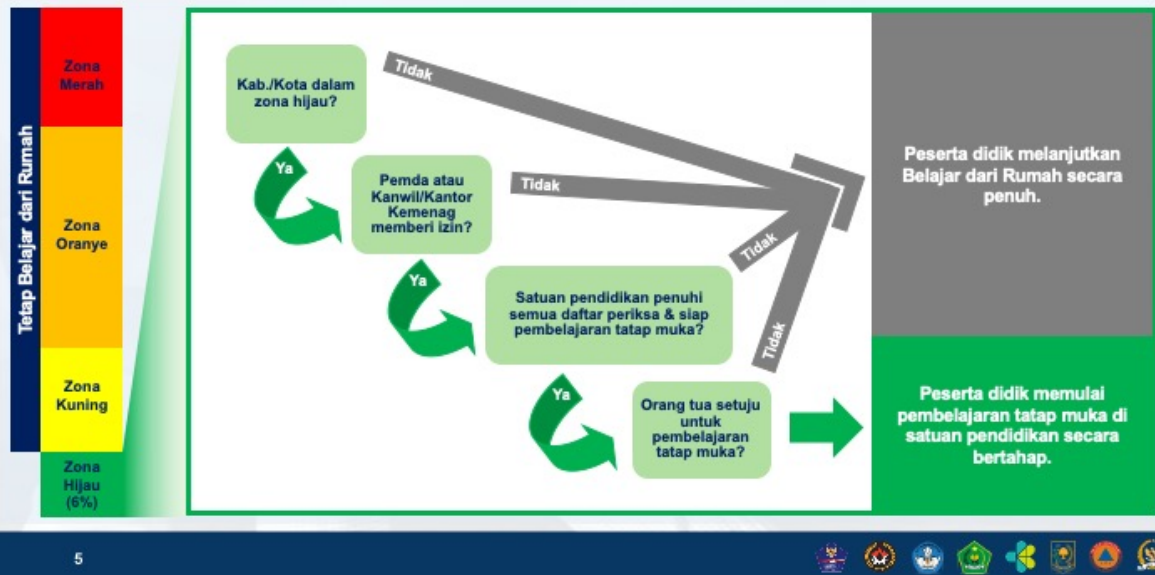 Tetap Belajar dari Rumah
Zona
Merah
Zona
Oranye
Zona
Kuning
Zona
Hijau
(6%)
Kab./Kota dalam
zona hijau?
Tidak
Ya
Pemda atau
Kanwil/Kantor
Kemenag
memberi izin?
Tidak
Ya
Satuan pendidikan penuhi
semua daftar periksa & siap
pembelajaran tatap muka?
Tidak
Ya
Orang tua setuju
untuk
pembelajaran
tatap muka?
Tidak
Peserta didik melanjutkan
Belajar dari Rumah secara
penuh.
Peserta didik memulai
pembelajaran tatap muka di
satuan pendidikan secara
bertahap.
5